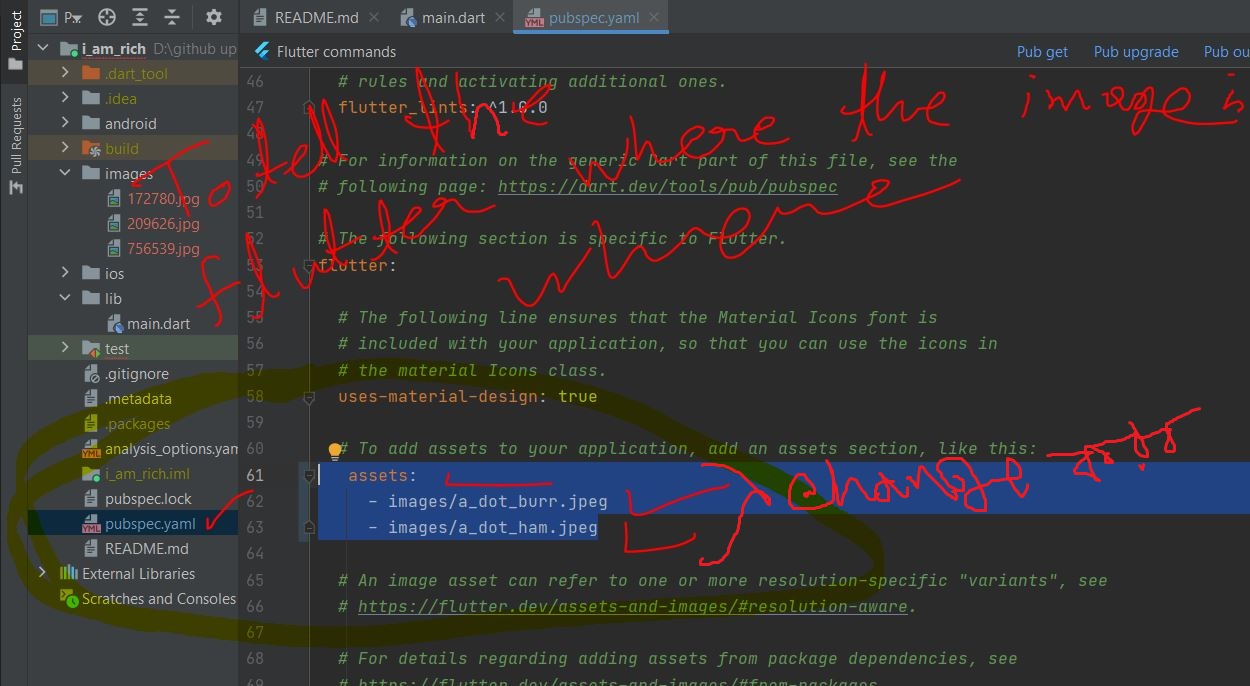 Project
P▾
README.md
main.dart
pubspec.yaml
Flutter commands
Pub get
Pub upgrade
Pub ou
Pull Requests
i_am_rich D:\github up
.dart_tool
.idea
android
build
images
172780.jpg
209626.jpg
756539.jpg
ios
lib
main.dart
test
.gitignore
.metadata
.packages
analysis_options.yam
i_am_rich.iml
pubspec.lock
pubspec.yaml
README.md
External Libraries
Scratches and Consoles
46 # rules and activating additional ones.
47 flutter_lints: ^1.0.0
48
49 # For information on the generic Dart part of this file, see the
50 # following page: https://dart.dev/tools/pub/pubspec
51
52 # The following section is specific to Flutter.
53 flutter:
54
55 # The following line ensures that the Material Icons font is
56 # included with your application, so that you can use the icons in
57 # the material Icons class.
58 uses-material-design: true
59
60 # To add assets to your application, add an assets section, like this:
61 assets:
62 - images/a_dot_burr.jpeg
63 - images/a_dot_ham.jpeg
64
65 # An image asset can refer to one or more resolution-specific "variants", see
66 # https://flutter.dev/assets-and-images/#resolution-aware.
67
68 # For details regarding adding assets from package dependencies, see
69 # https://flutter.dev/assets-and-images/#from-packages
To tell the
where the image is
flutter
where
change